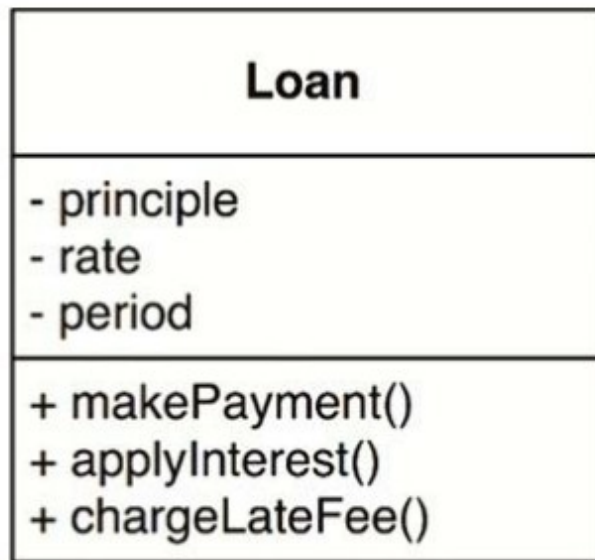 Loan
- principle
- rate
- period
+ makePayment()
+ applyInterest()
+ chargeLateFee()